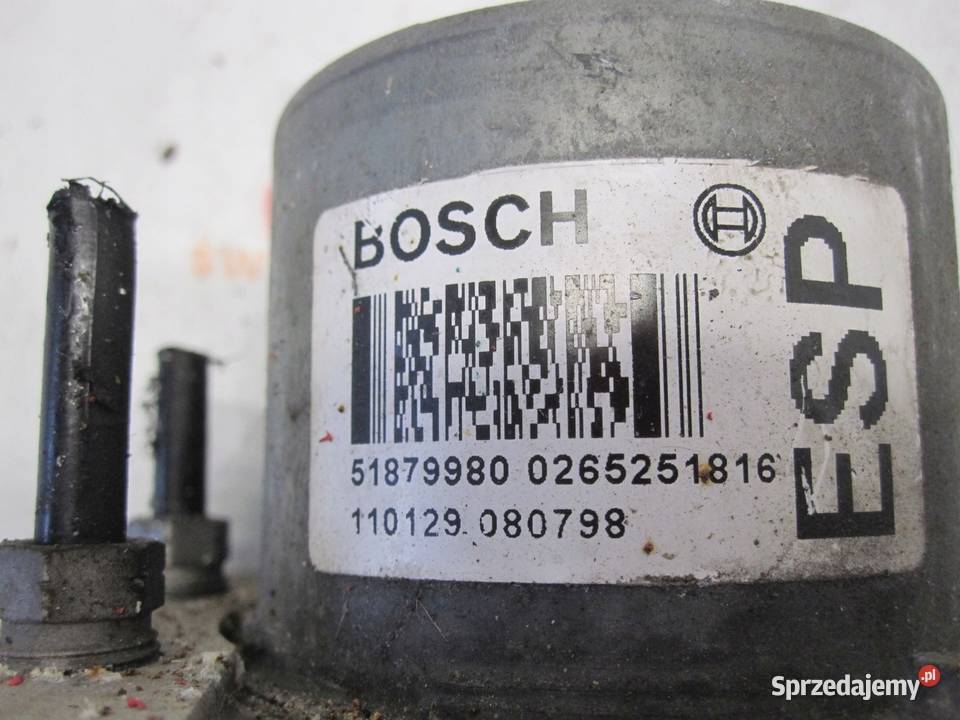 BOSCH
ESP
51879980 0265251816
110129 080798
Sprzedajemy.pl